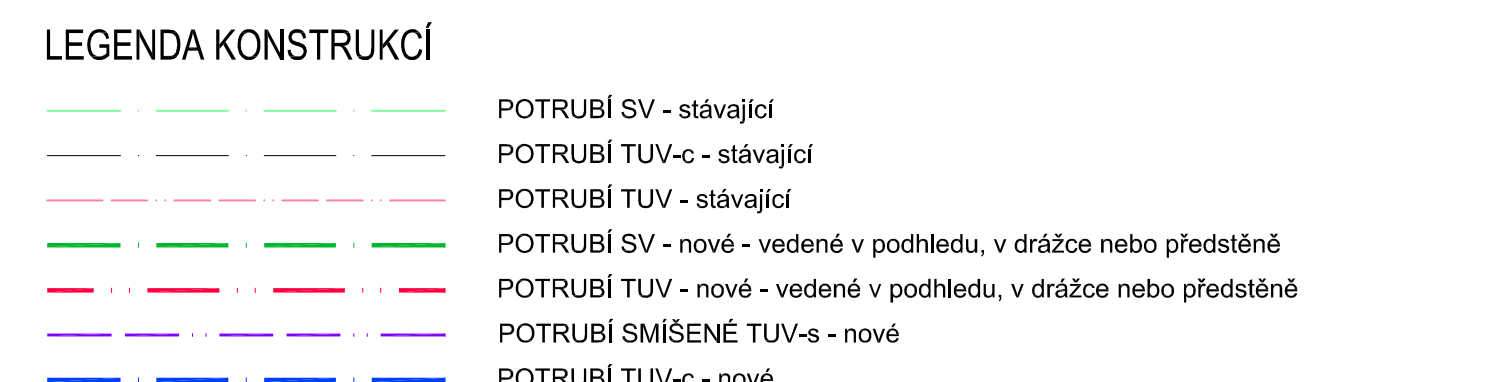 LEGENDA KONSTRUKCÍ
POTRUBÍ SV - stávající
POTRUBÍ TUV-c - stávající
POTRUBÍ TUV - stávající
POTRUBÍ SV - nové - vedené v podhledu, v drážce nebo předstěně
POTRUBÍ TUV - nové - vedené v podhledu, v drážce nebo předstěně
POTRUBÍ SMÍŠENÉ TUV-s - nové
POTRUBÍ TUV-c - nové